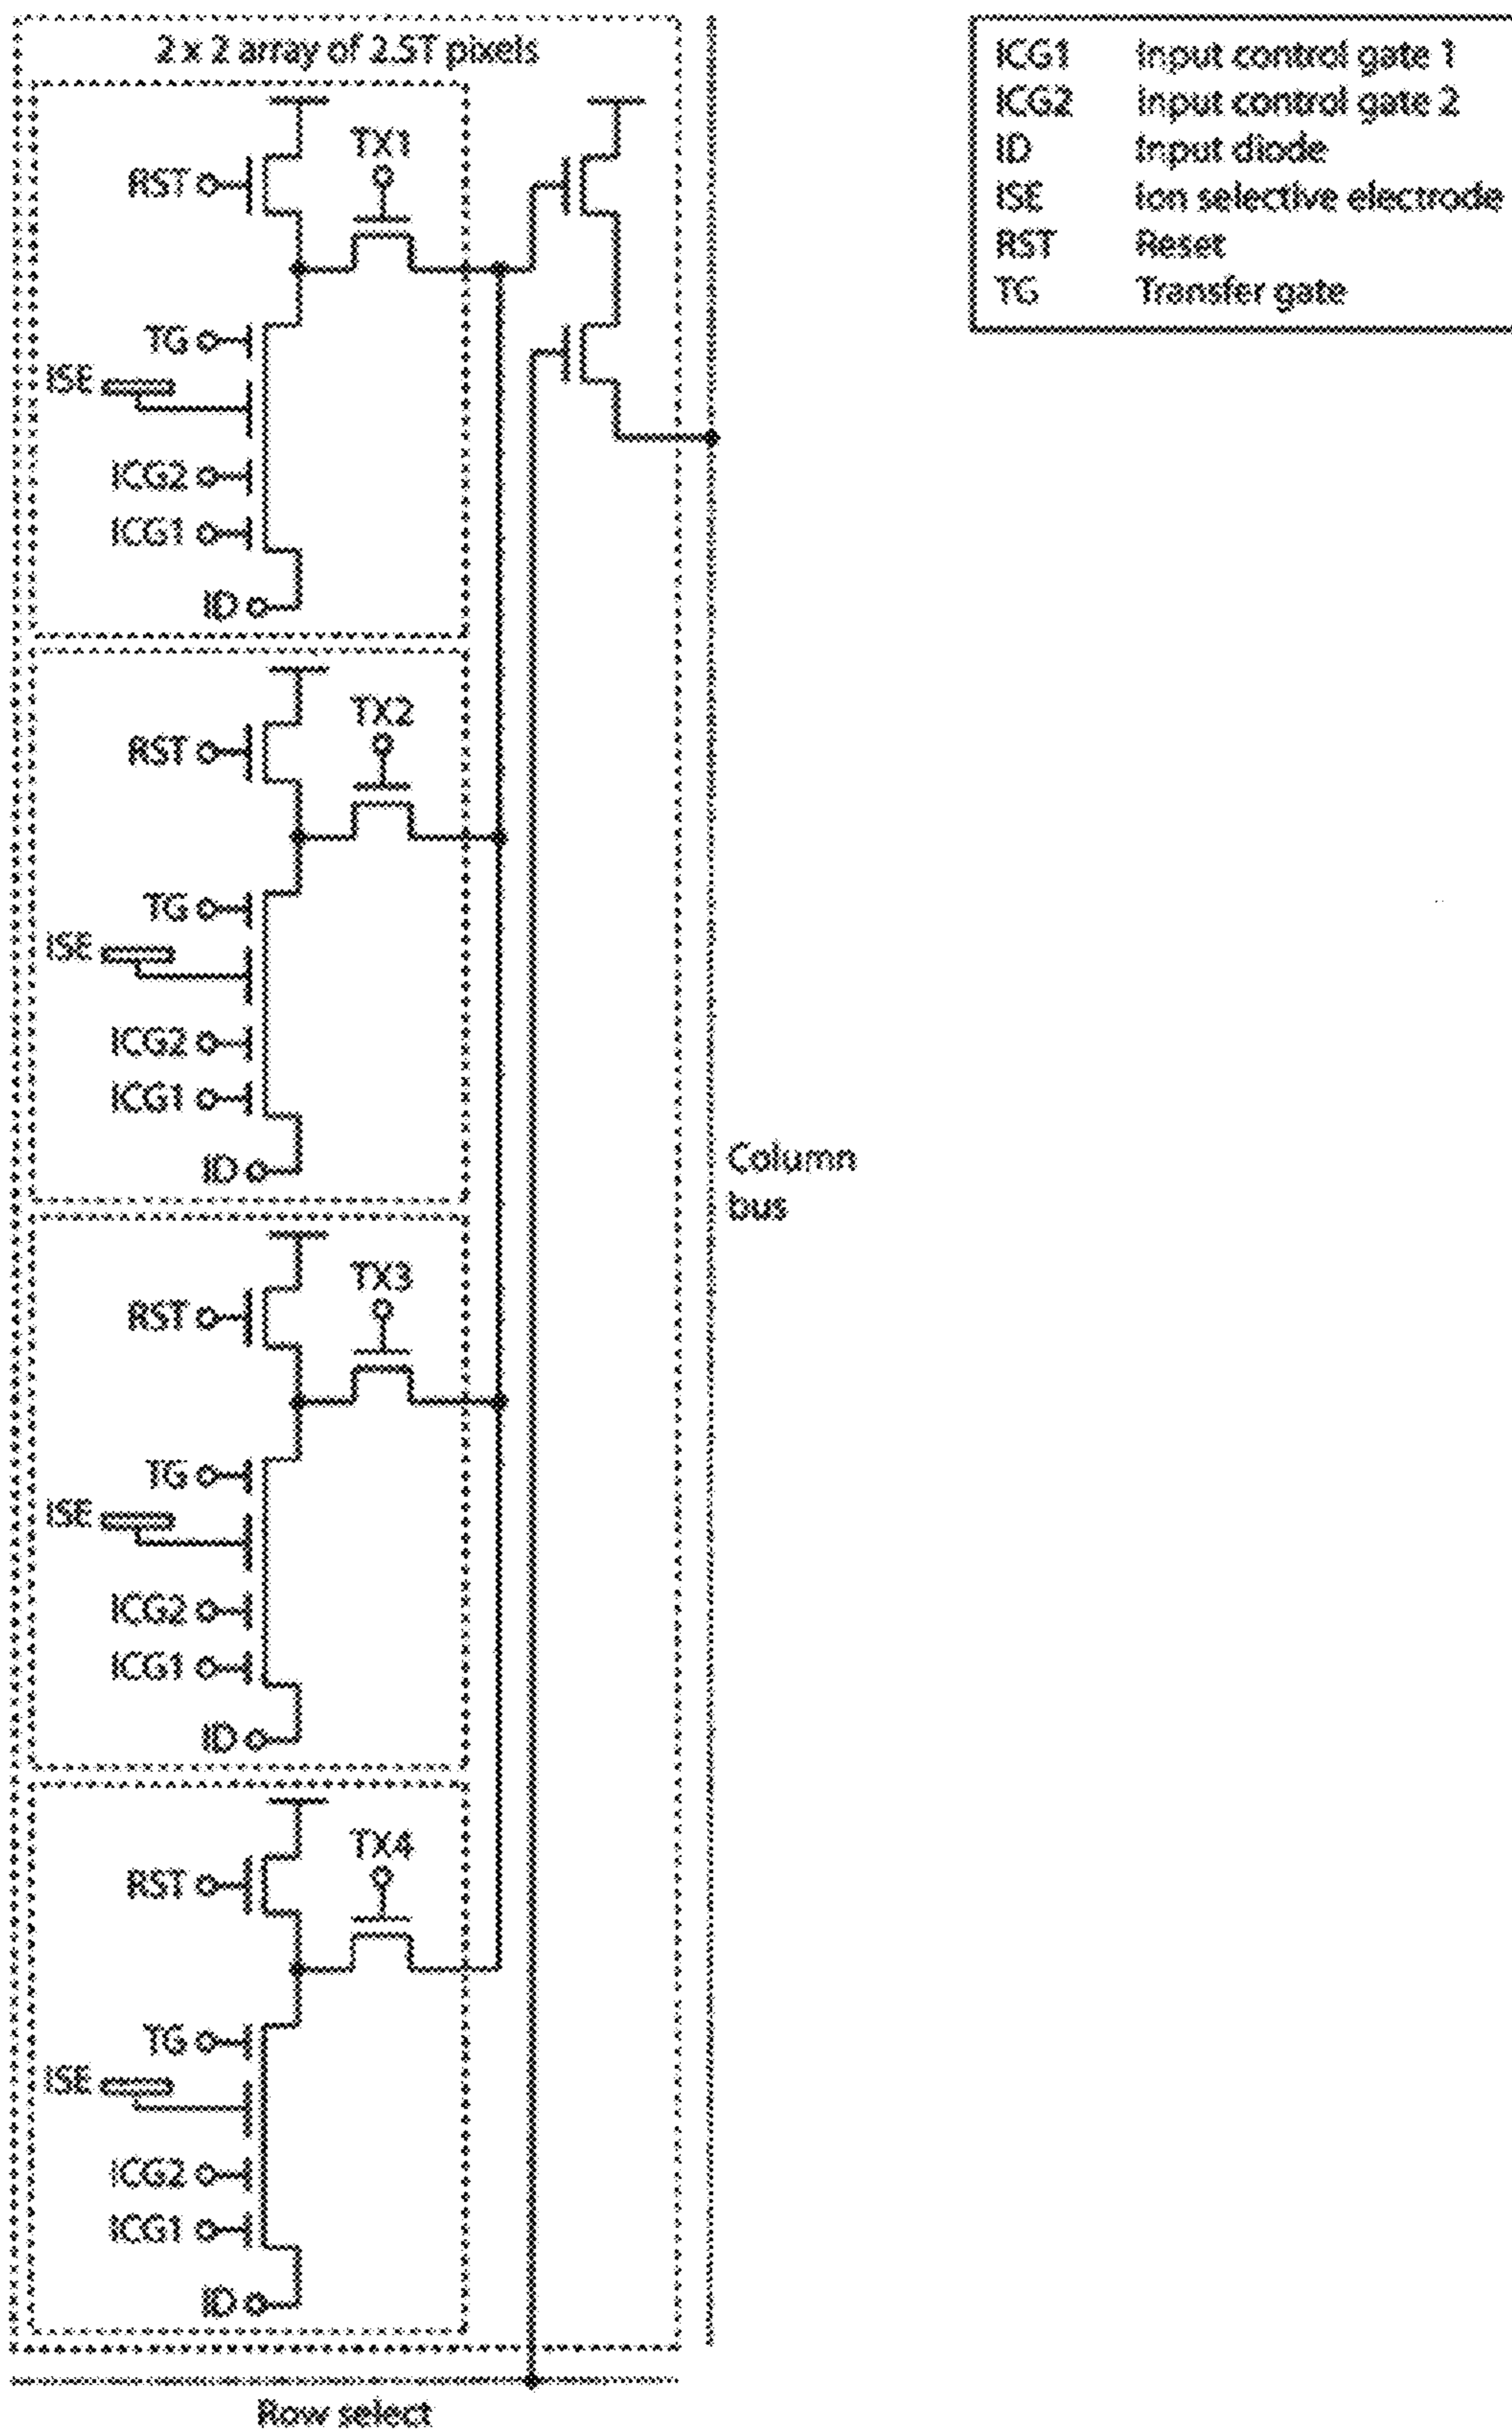 2 x 2 array of 2.5T pixels
RST
TX1
TG
ISE
ICG2
ICG1
ID
RST
TX2
TG
ISE
ICG2
ICG1
ID
RST
TX3
TG
ISE
ICG2
ICG1
ID
RST
TX4
TG
ISE
ICG2
ICG1
ID
Row select
Column
bus
ICG1 Input control gate 1
ICG2 Input control gate 2
ID Input diode
ISE Ion selective electrode
RST Reset
TG Transfer gate